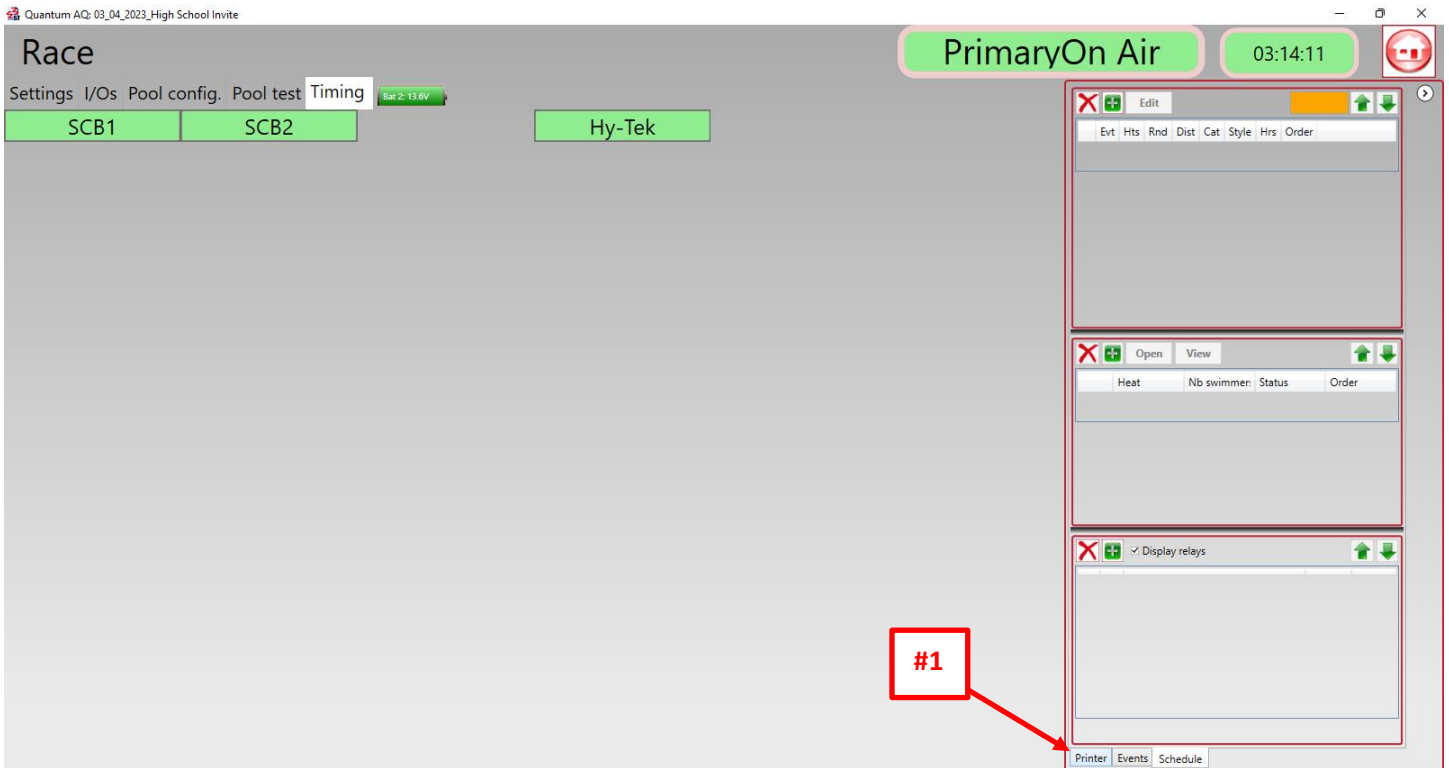 Quantum AQ: 03_04_2023_High School Invite
Race
PrimaryOn Air
03:14:11
Settings I/Os Pool config. Pool test Timing Bat 2: 13.6V
SCB1 SCB2 Hy-Tek
Edit
Evt Hts Rnd Dist Cat Style Hrs Order
Open View
Heat Nb swimmer: Status Order
Display relays
#1
Printer Events Schedule